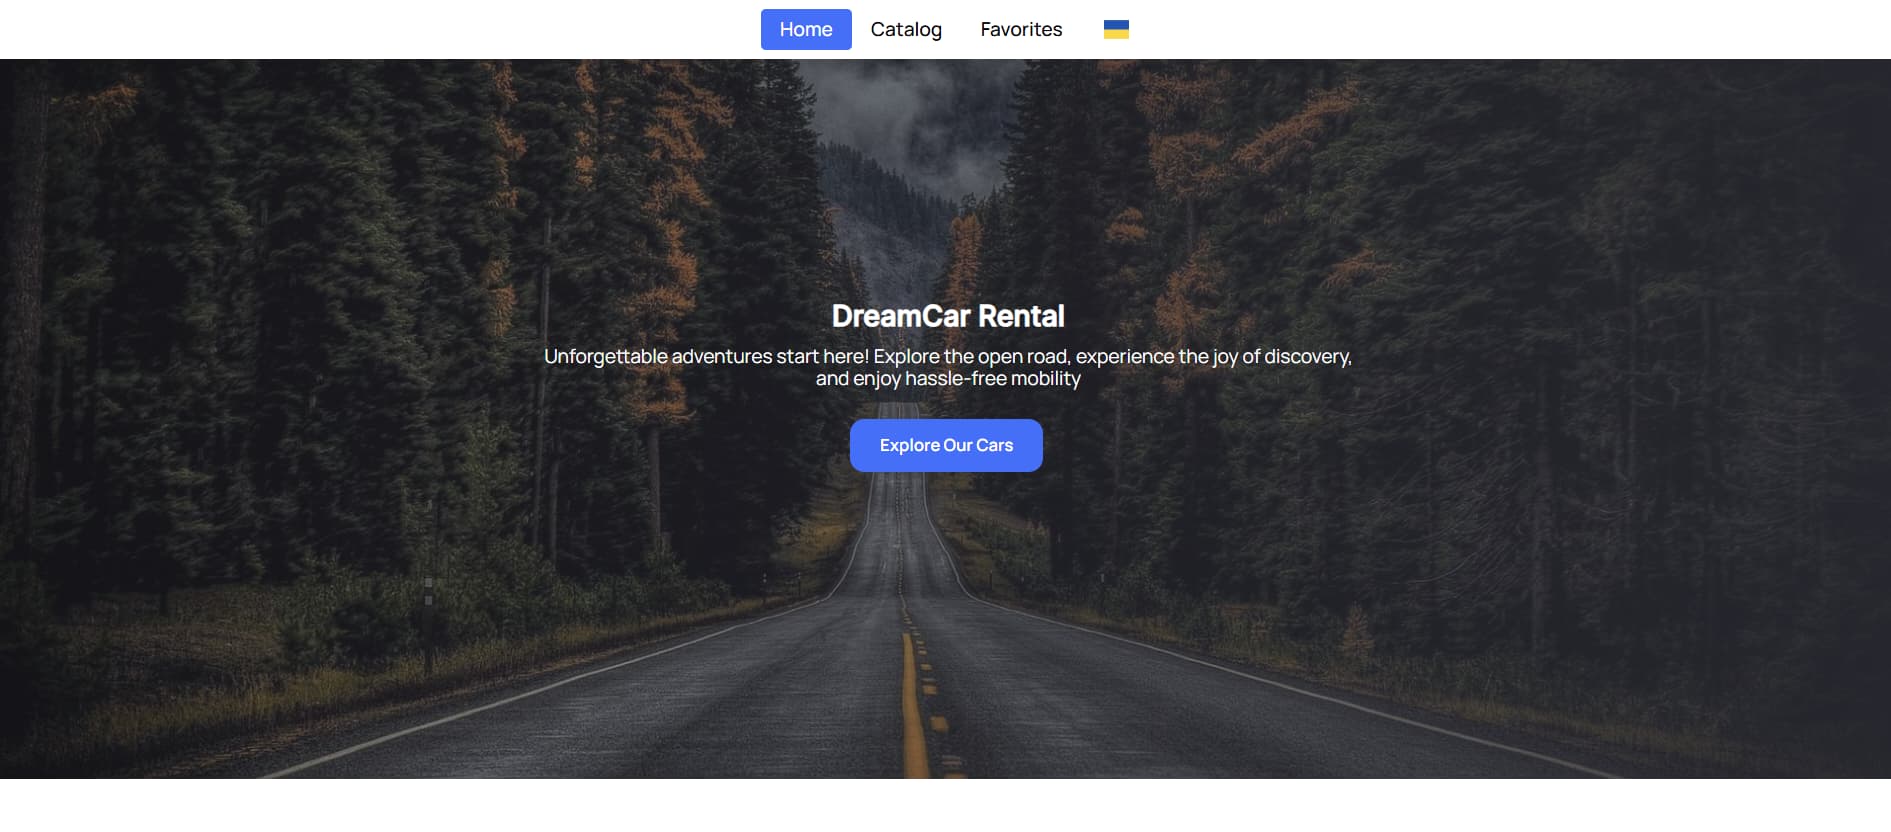 Home Catalog Favorites
DreamCar Rental
Unforgettable adventures start here! Explore the open road, experience the joy of discovery,
and enjoy hassle-free mobility
Explore Our Cars